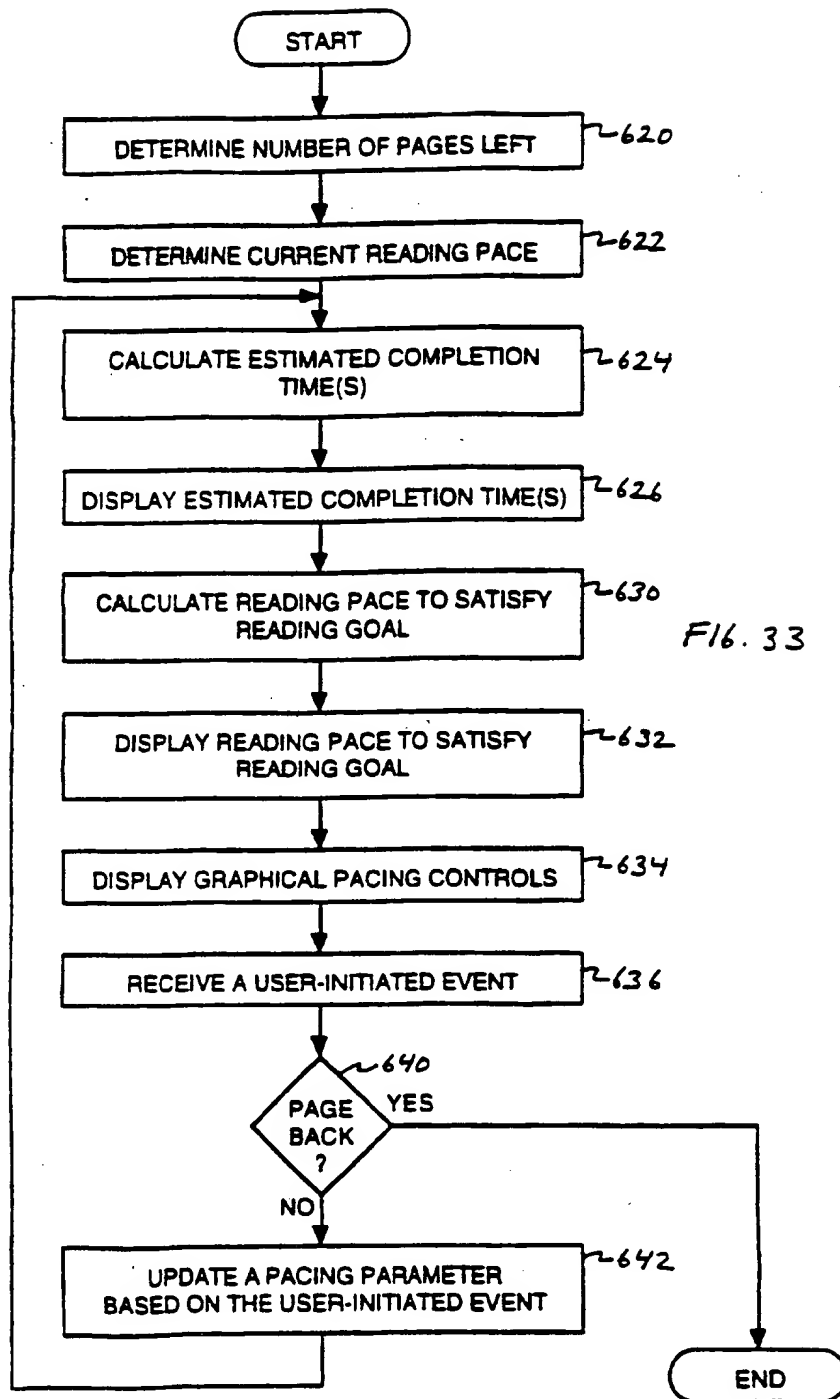 START
DETERMINE NUMBER OF PAGES LEFT
620
DETERMINE CURRENT READING PACE
622
CALCULATE ESTIMATED COMPLETION
TIME(S)
624
DISPLAY ESTIMATED COMPLETION TIME(S)
626
CALCULATE READING PACE TO SATISFY
READING GOAL
630
FIG. 33
DISPLAY READING PACE TO SATISFY
READING GOAL
632
DISPLAY GRAPHICAL PACING CONTROLS
634
RECEIVE A USER-INITIATED EVENT
636
640
PAGE
BACK
?
YES
NO
UPDATE A PACING PARAMETER
BASED ON THE USER-INITIATED EVENT
642
END